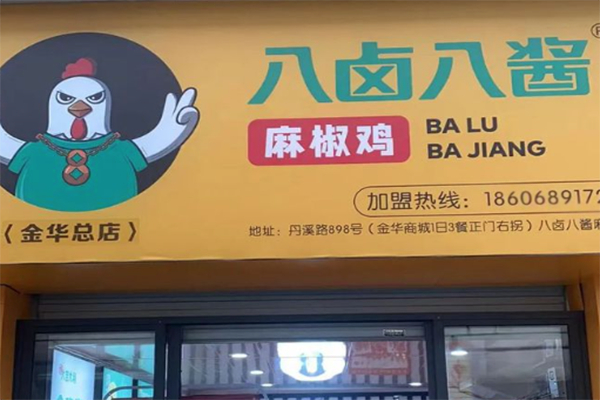 八卤八酱
麻椒鸡
BA LU
BA JIANG
加盟热线：1860689172
〈金华总店〉
地址：丹溪路898号（金华商城1日3餐正门右拐）八卤八酱麻